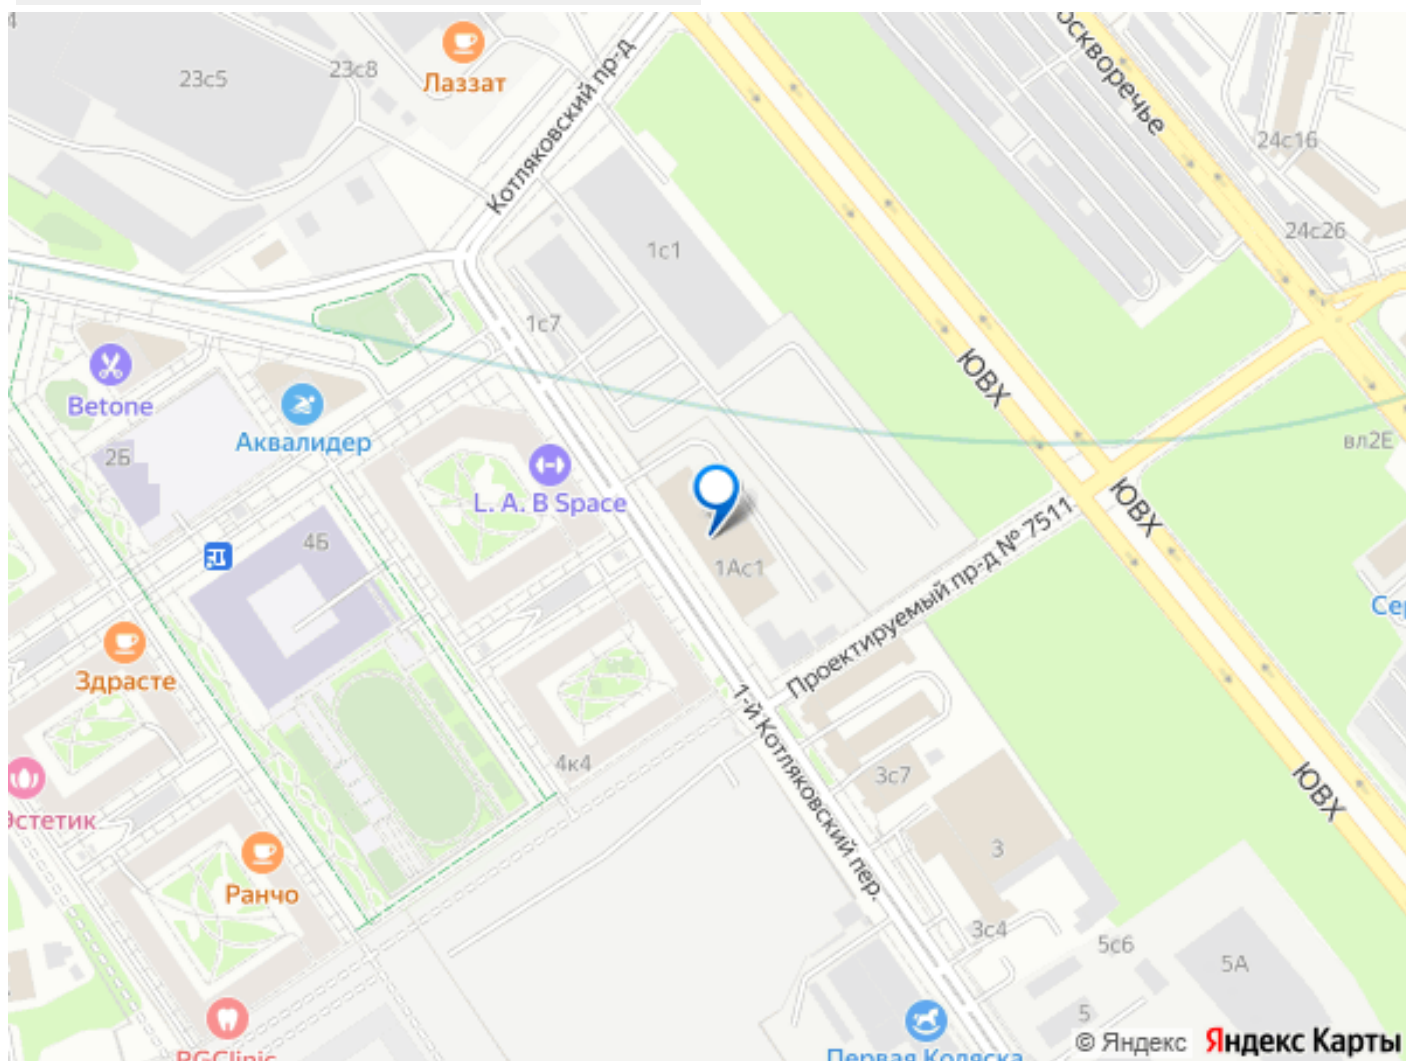 23с5
23с8
Лаззат
Котляковский пр-д
оскворечье
24с16
24с26
1с1
1с7
ЮВХ
Betone
Аквалидер
2Б
вл2Е
L. A. B Space
4Б
ЮВХ
1Ас1
Проектируемый пр-д № 7511
Сер
Здрасте
1-й Котляковский пер.
4к4
3с7
ЮВХ
Эстетик
3
Ранчо
3с4
5с6
5А
5
PGClinic
Первая Коляска
© Яндекс Яндекс Карты